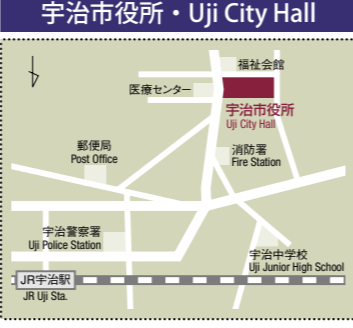 宇治市役所・Uji City Hall
福祉会館
医療センター
宇治市役所
Uji City Hall
郵便局
Post Office
消防署
Fire Station
宇治警察署
Uji Police Station
宇治中学校
Uji Junior High School
JR宇治駅
JR Uji Sta.